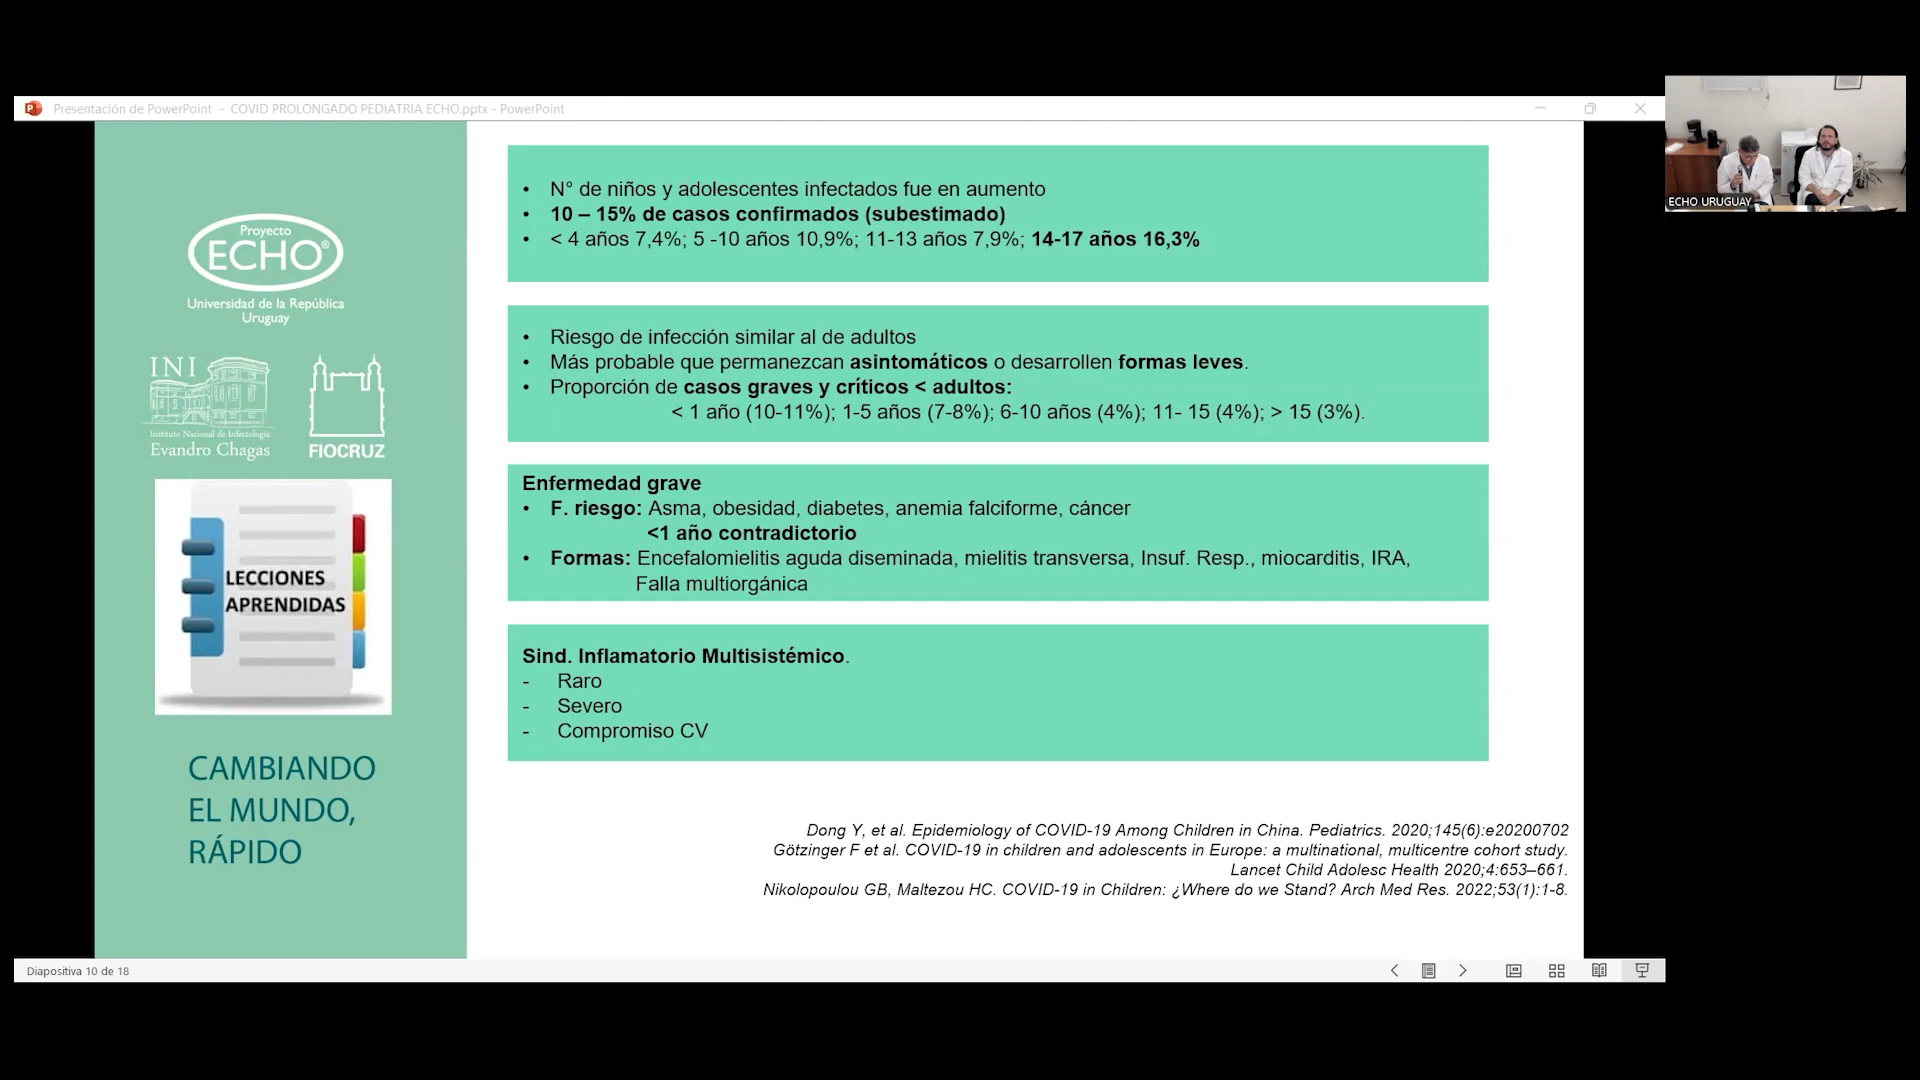 Presentación de PowerPoint - COVID PROLONGADO PEDIATRIA ECHO.pptx - PowerPoint
Proyecto
ECHO®
Universidad de la República
Uruguay
INI
Instituto Nacional de Infectologia
Evandro Chagas
FIOCRUZ
LECCIONES
APRENDIDAS
CAMBIANDO
EL MUNDO,
RÁPIDO
• N° de niños y adolescentes infectados fue en aumento
• 10 – 15% de casos confirmados (subestimado)
• < 4 años 7,4%; 5 -10 años 10,9%; 11-13 años 7,9%; 14-17 años 16,3%
• Riesgo de infección similar al de adultos
• Más probable que permanezcan asintomáticos o desarrollen formas leves.
• Proporción de casos graves y críticos < adultos:
< 1 año (10-11%); 1-5 años (7-8%); 6-10 años (4%); 11- 15 (4%); > 15 (3%).
Enfermedad grave
• F. riesgo: Asma, obesidad, diabetes, anemia falciforme, cáncer
<1 año contradictorio
• Formas: Encefalomielitis aguda diseminada, mielitis transversa, Insuf. Resp., miocarditis, IRA,
Falla multiorgánica
Sind. Inflamatorio Multisistémico.
- Raro
- Severo
- Compromiso CV
Dong Y, et al. Epidemiology of COVID-19 Among Children in China. Pediatrics. 2020;145(6):e20200702
Götzinger F et al. COVID-19 in children and adolescents in Europe: a multinational, multicentre cohort study.
Lancet Child Adolesc Health 2020;4:653–661.
Nikolopoulou GB, Maltezou HC. COVID-19 in Children: ¿Where do we Stand? Arch Med Res. 2022;53(1):1-8.
Diapositiva 10 de 18
ECHO URUGUAY